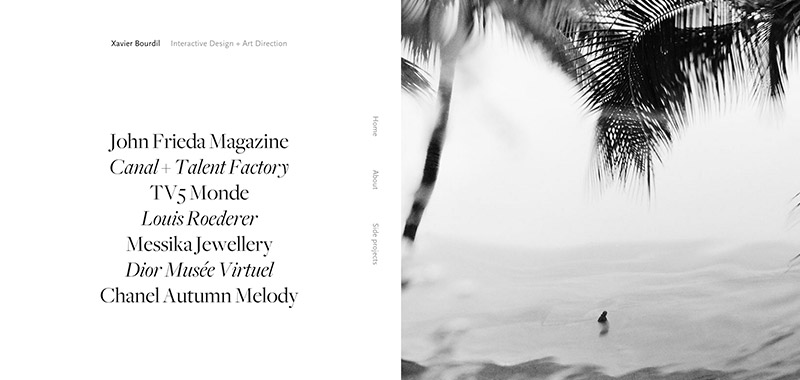 Xavier Bourdil Interactive Design + Art Direction
John Frieda Magazine
Canal + Talent Factory
TV5 Monde
Louis Roederer
Messika Jewellery
Dior Musée Virtuel
Chanel Autumn Melody
Home
About
Side projects